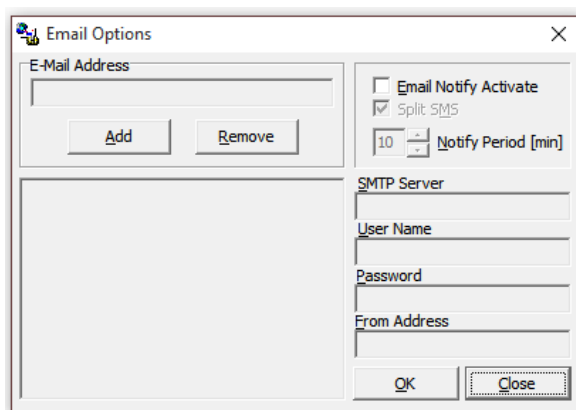 Email Options
E-Mail Address
Add Remove
Email Notify Activate
Split SMS
10 Notify Period [min]
SMTP Server
User Name
Password
From Address
OK Close